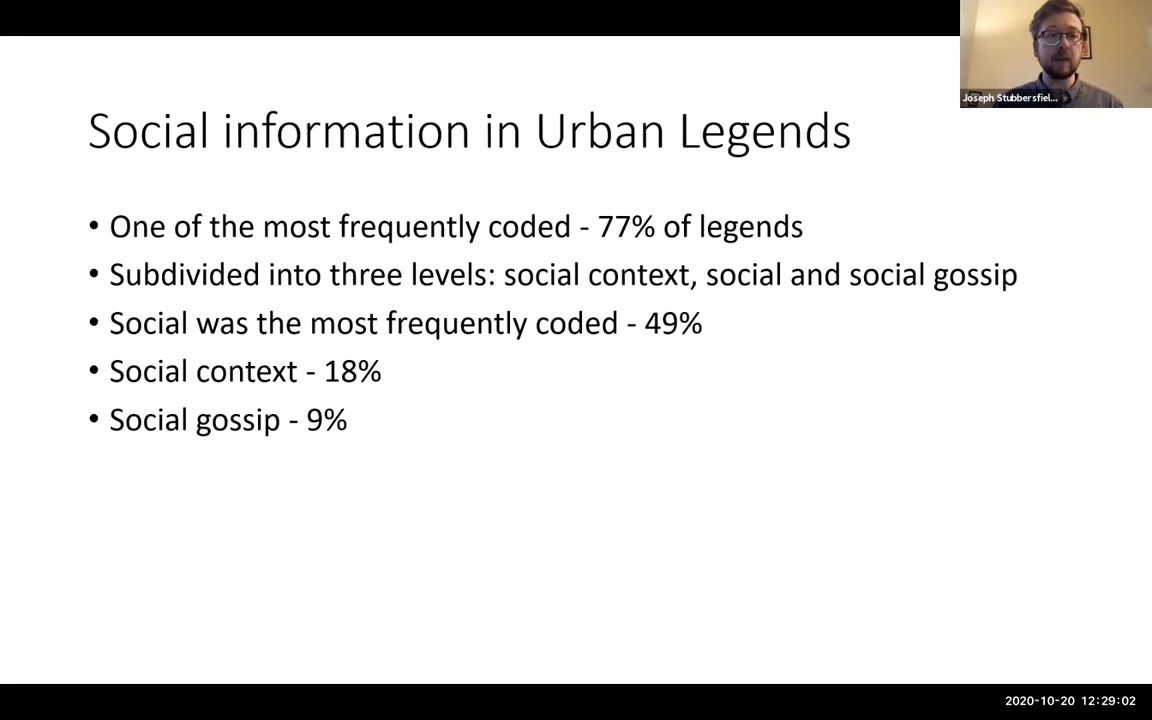 Joseph Stubbersfiel...
Social information in Urban Legends
• One of the most frequently coded - 77% of legends
• Subdivided into three levels: social context, social and social gossip
• Social was the most frequently coded - 49%
• Social context - 18%
• Social gossip - 9%
2020-10-20 12:29:02